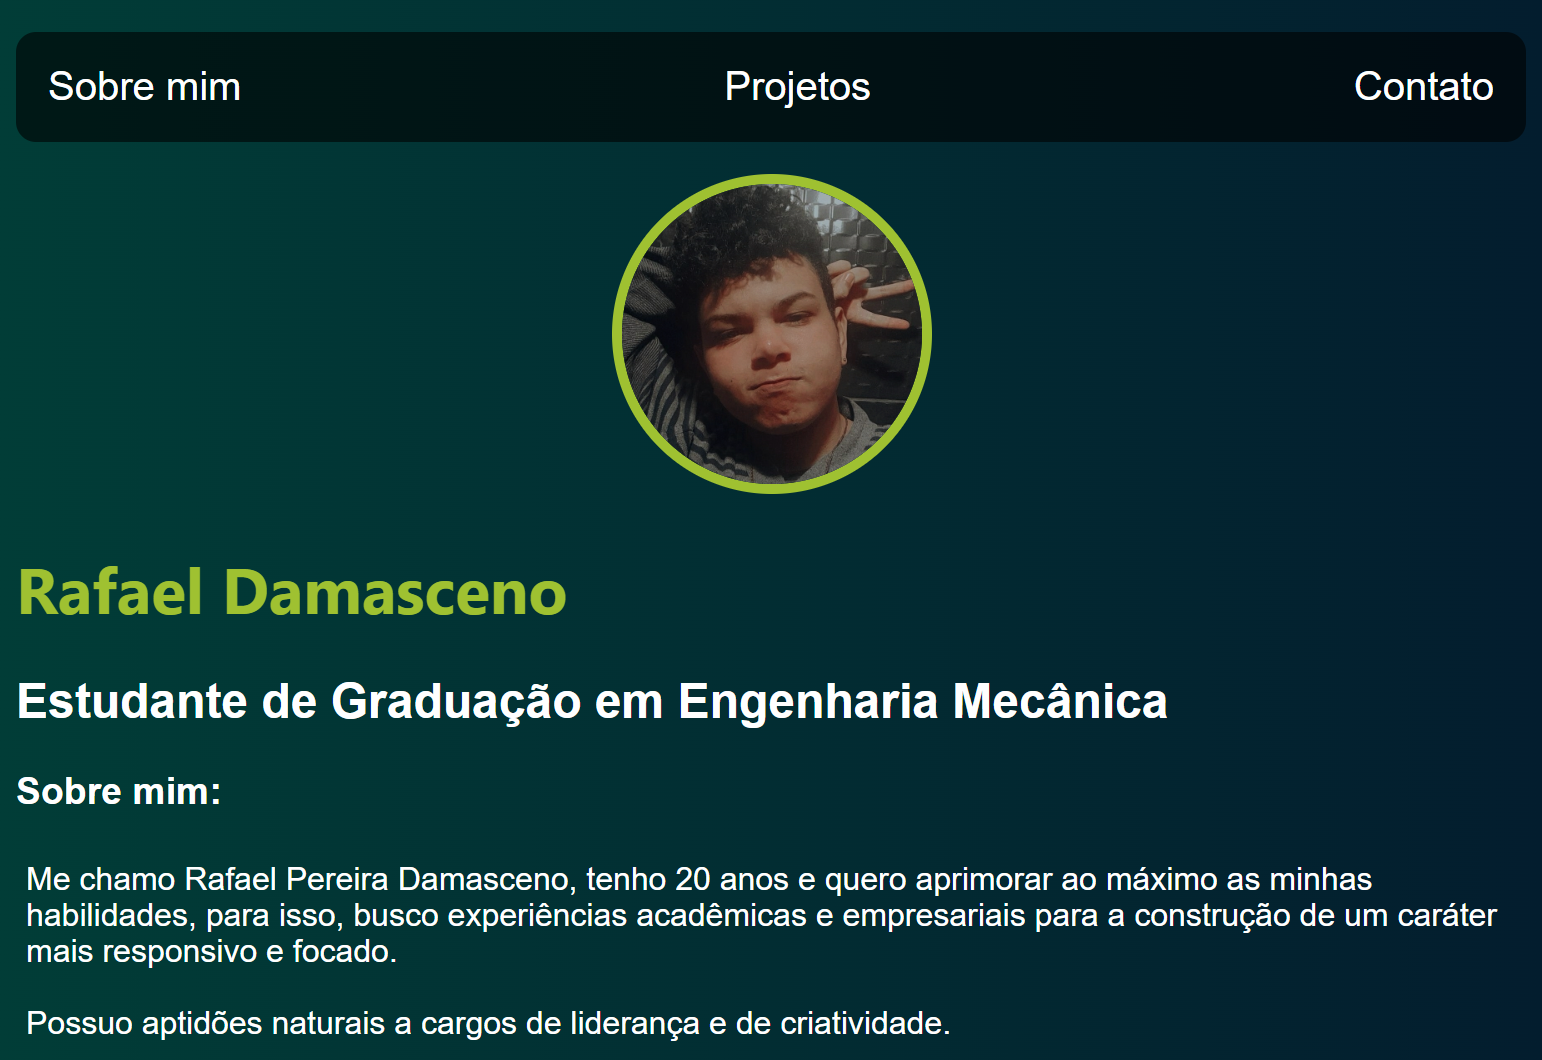 Sobre mim
Projetos
Contato
Rafael Damasceno
Estudante de Graduação em Engenharia Mecânica
Sobre mim:
Me chamo Rafael Pereira Damasceno, tenho 20 anos e quero aprimorar ao máximo as minhas
habilidades, para isso, busco experiências acadêmicas e empresariais para a construção de um caráter
mais responsivo e focado.
Possuo aptidões naturais a cargos de liderança e de criatividade.